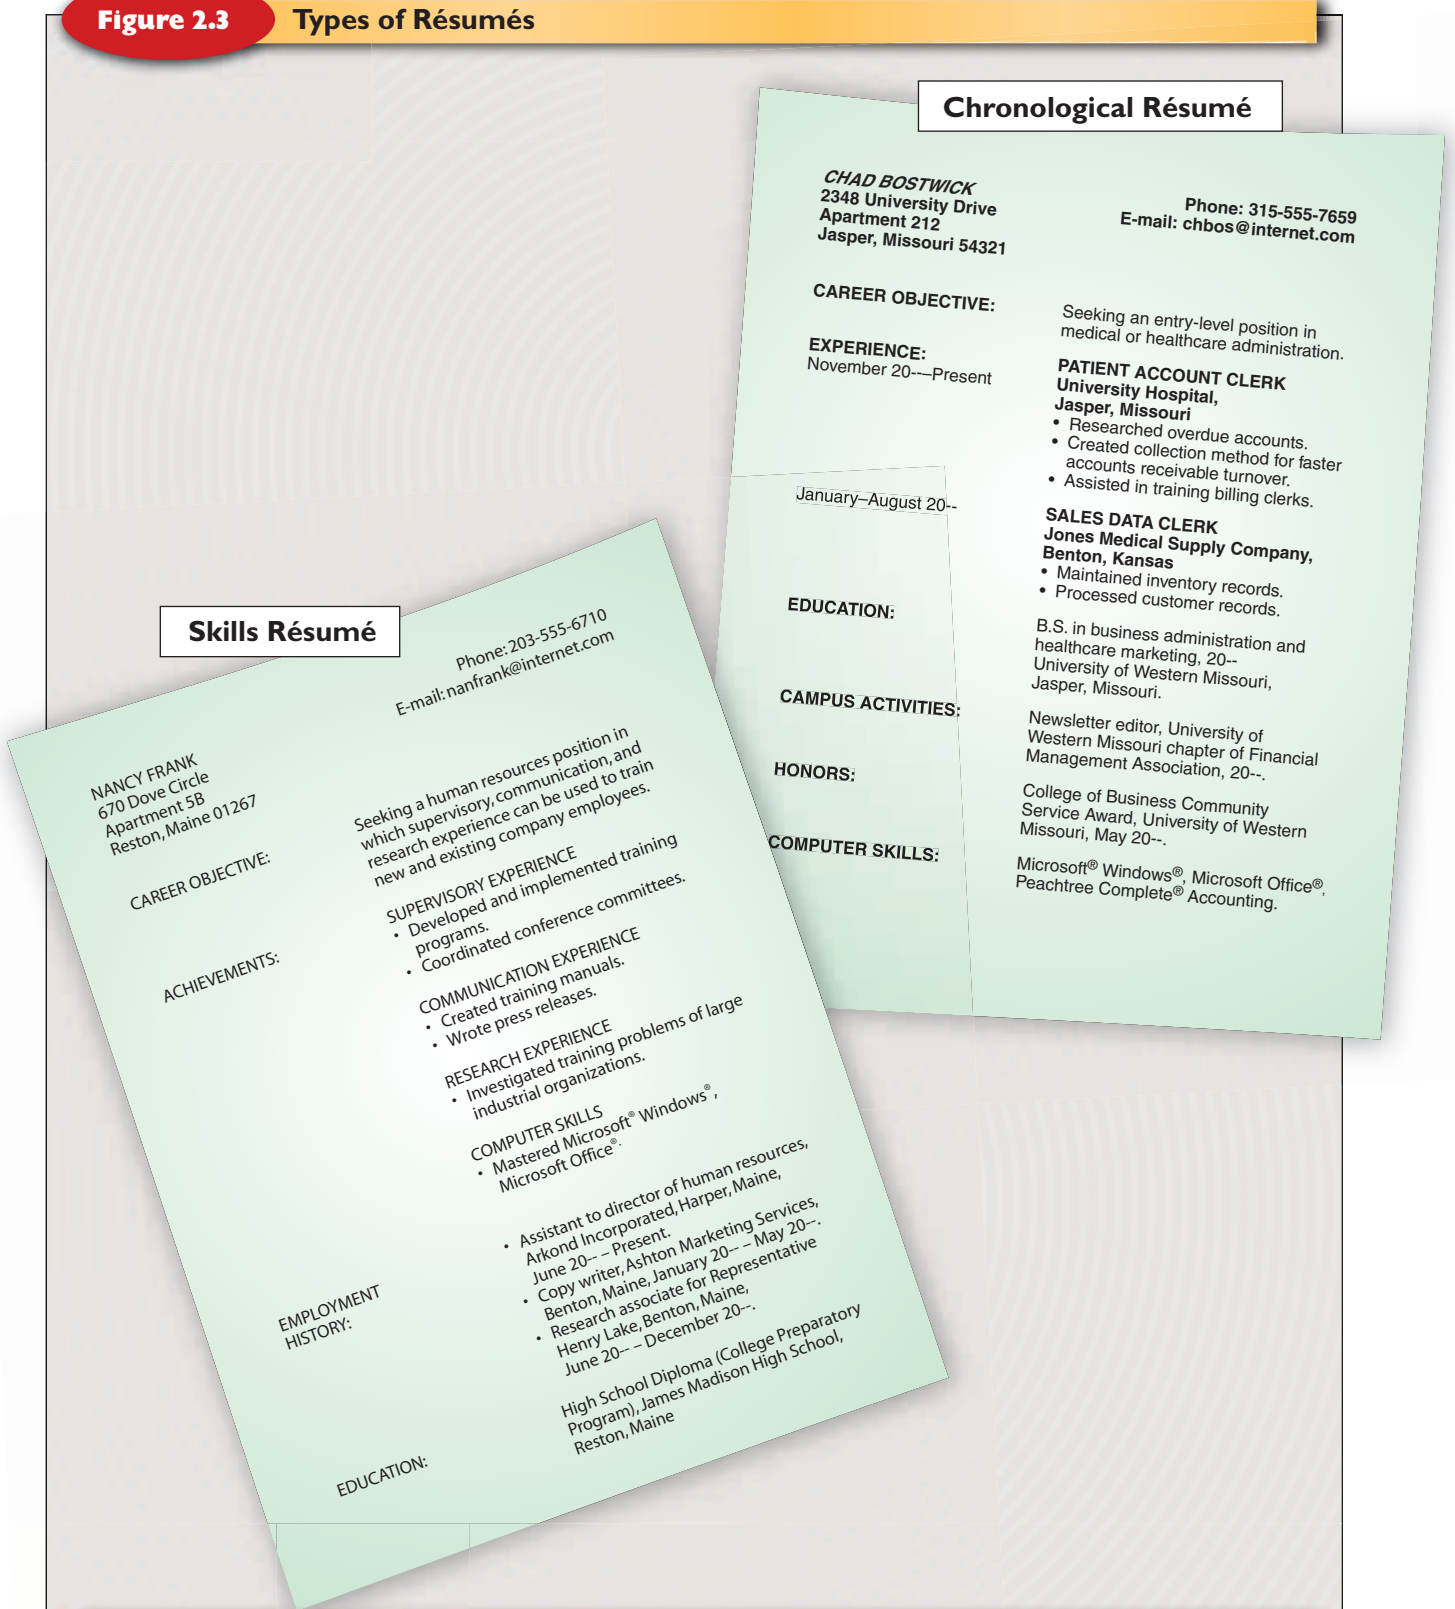 Figure 2.3
Types of Résumés
Chronological Résumé
CHAD BOSTWICK
2348 University Drive
Apartment 212
Jasper, Missouri 54321
Phone: 315-555-7659
E-mail: chbos@internet.com
CAREER OBJECTIVE:
Seeking an entry-level position in
medical or healthcare administration.
EXPERIENCE:
November 20--–Present
PATIENT ACCOUNT CLERK
University Hospital,
Jasper, Missouri
• Researched overdue accounts.
• Created collection method for faster
accounts receivable turnover.
• Assisted in training billing clerks.
January–August 20--
SALES DATA CLERK
Jones Medical Supply Company,
Benton, Kansas
• Maintained inventory records.
• Processed customer records.
EDUCATION:
B.S. in business administration and
healthcare marketing, 20--
University of Western Missouri,
Jasper, Missouri.
CAMPUS ACTIVITIES:
Newsletter editor, University of
Western Missouri chapter of Financial
Management Association, 20--.
HONORS:
College of Business Community
Service Award, University of Western
Missouri, May 20--.
COMPUTER SKILLS:
Microsoft® Windows®, Microsoft Office®,
Peachtree Complete® Accounting.
Skills Résumé
Phone: 203-555-6710
E-mail: nanfrank@internet.com
NANCY FRANK
670 Dove Circle
Apartment 5B
Reston, Maine 01267
CAREER OBJECTIVE:
Seeking a human resources position in
which supervisory, communication, and
research experience can be used to train
new and existing company employees.
ACHIEVEMENTS:
SUPERVISORY EXPERIENCE
• Developed and implemented training
programs.
• Coordinated conference committees.
COMMUNICATION EXPERIENCE
• Created training manuals.
• Wrote press releases.
RESEARCH EXPERIENCE
• Investigated training problems of large
industrial organizations.
COMPUTER SKILLS
• Mastered Microsoft® Windows®,
Microsoft Office®.
EMPLOYMENT
HISTORY:
• Assistant to director of human resources,
Arkond Incorporated, Harper, Maine,
June 20-- – Present.
• Copy writer, Ashton Marketing Services,
Benton, Maine, January 20-- – May 20--.
• Research associate for Representative
Henry Lake, Benton, Maine,
June 20-- – December 20--.
EDUCATION:
High School Diploma (College Preparatory
Program), James Madison High School,
Reston, Maine